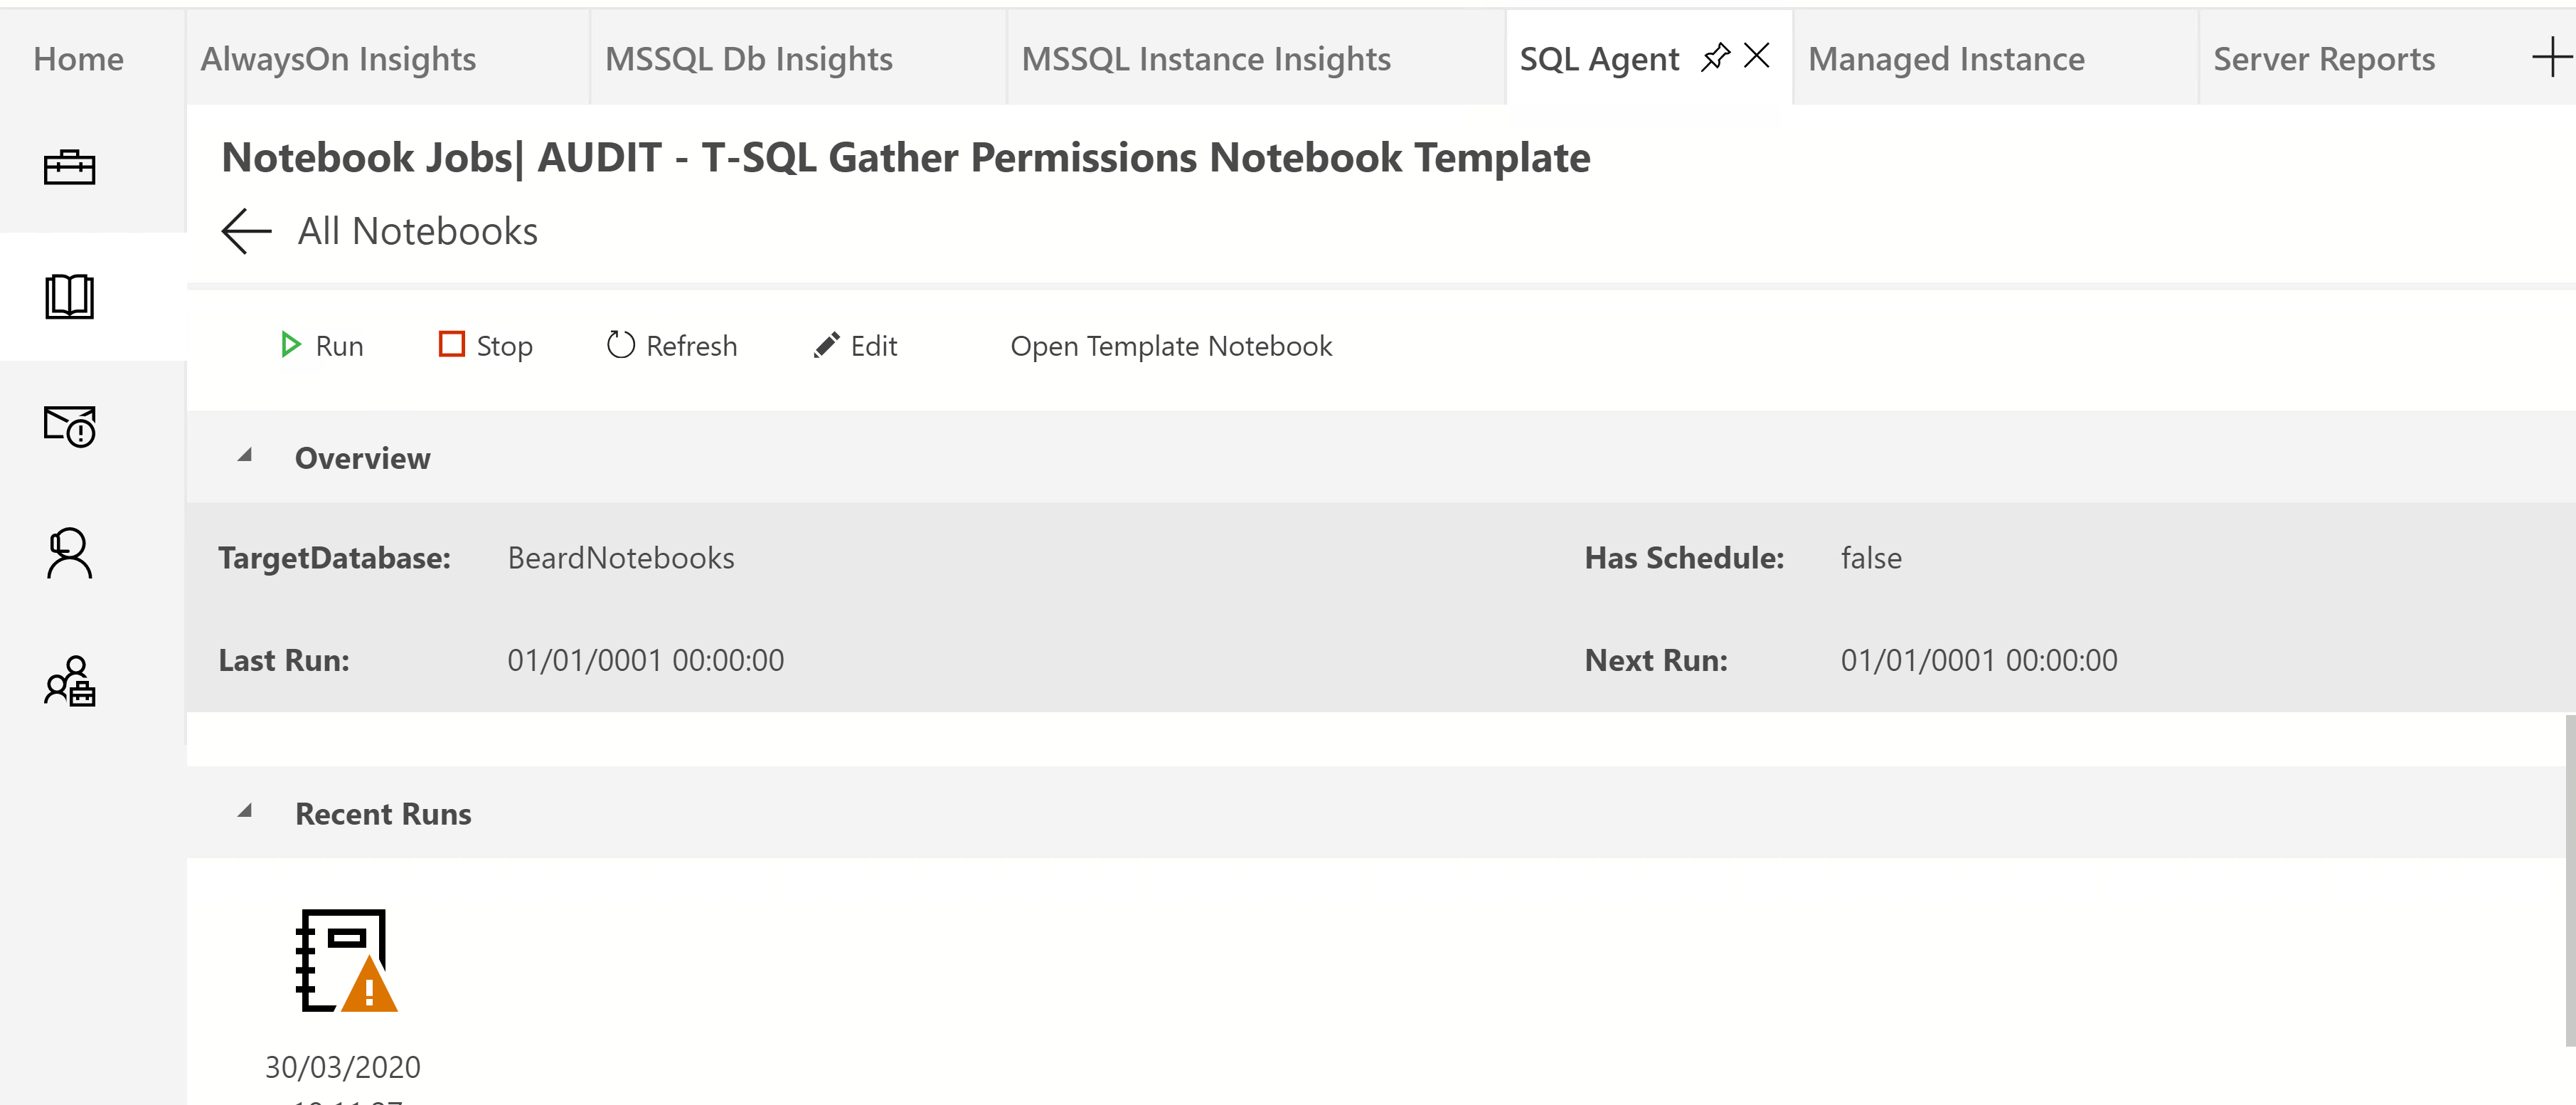 Home AlwaysOn Insights MSSQL Db Insights MSSQL Instance Insights SQL Agent Managed Instance Server Reports
Notebook Jobs| AUDIT - T-SQL Gather Permissions Notebook Template
All Notebooks
Run Stop Refresh Edit Open Template Notebook
Overview
TargetDatabase: BeardNotebooks Has Schedule: false
Last Run: 01/01/0001 00:00:00 Next Run: 01/01/0001 00:00:00
Recent Runs
30/03/2020